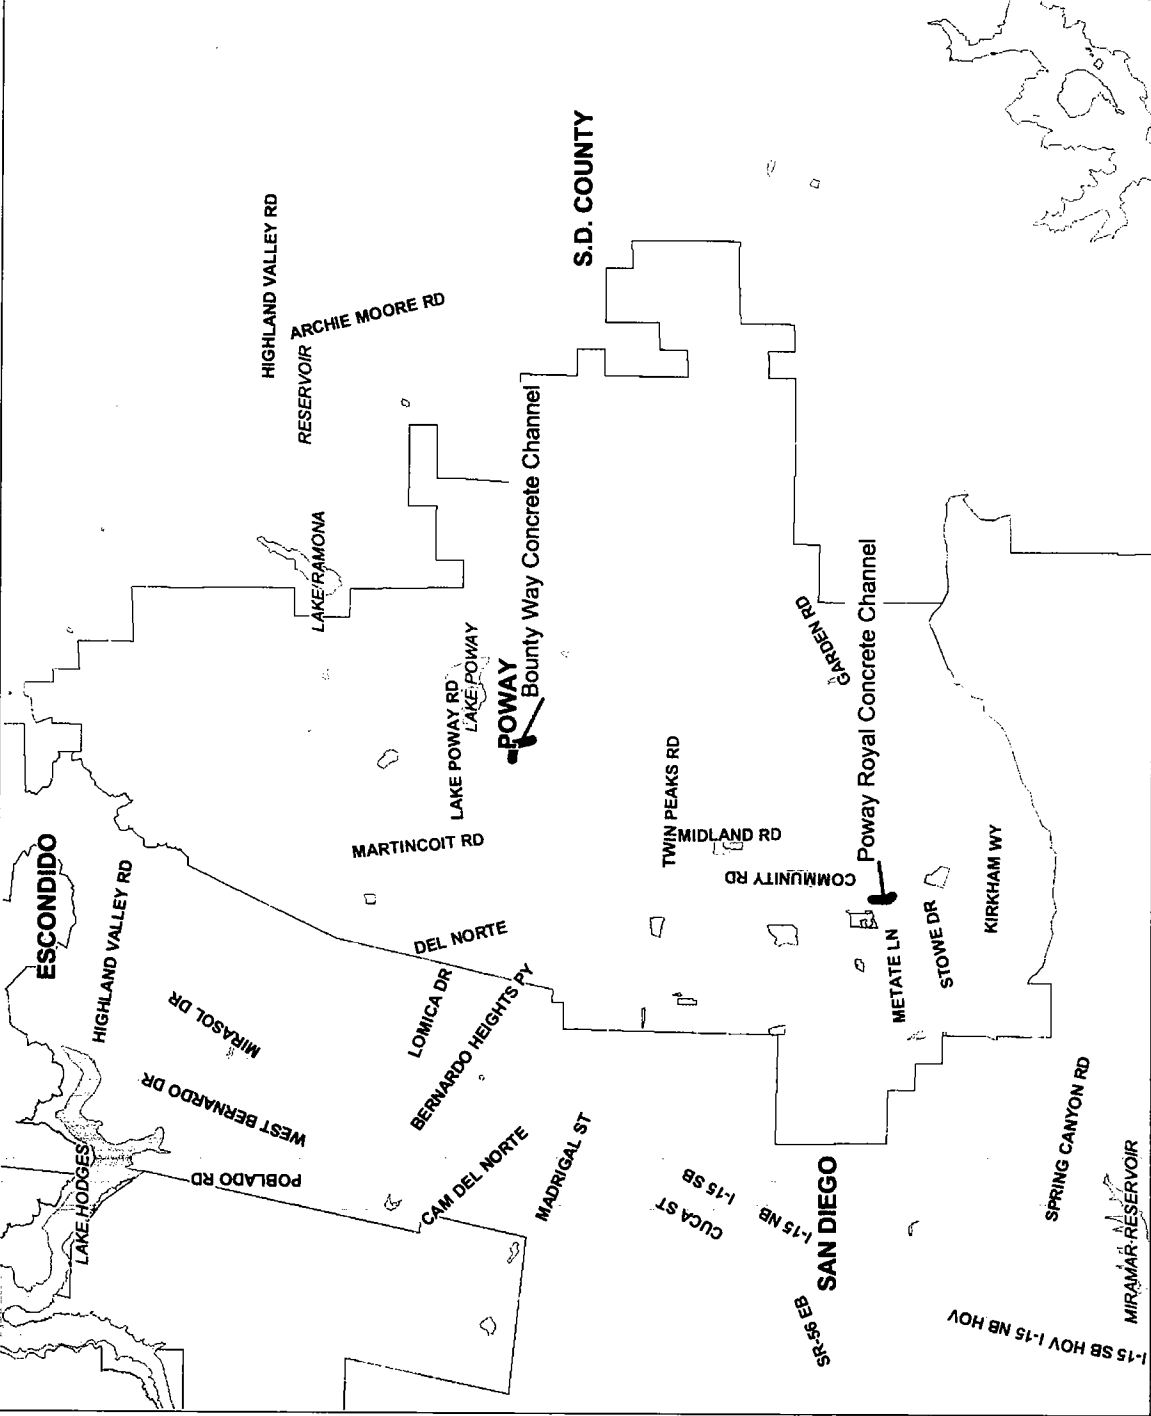 ESCONDIDO
LAKE HODGES
HIGHLAND VALLEY RD
MIRASOL DR
WEST BERNARDO DR
POBLADO RD
HIGHLAND VALLEY RD
ARCHIE MOORE RD
RESERVOIR
LAKE RAMONA
MARTINCOIT RD
LAKE POWAY RD
LAKE POWAY
POWAY
Bounty Way Concrete Channel
S.D. COUNTY
DEL NORTE
LOMICA DR
BERNARDO HEIGHTS PY
CAM DEL NORTE
MADRIGAL ST
TWIN PEAKS RD
MIDLAND RD
COMMUNITY RD
GARDEN RD
Poway Royal Concrete Channel
I-15 SB
CUCA ST
I-15 NB
SAN DIEGO
SR-56 EB
METATE LN
STOWE DR
KIRKHAM WY
SPRING CANYON RD
MIRAMAR RESERVOIR
I-15 SB HOV I-15 NB HOV